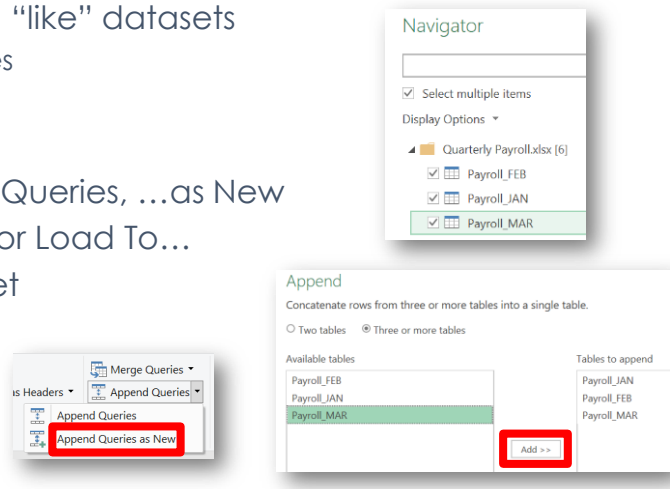 “like” datasets
es
Queries, …as New
or Load To…
et
Navigator
Select multiple items
Display Options
Quarterly Payroll.xlsx [6]
Payroll_FEB
Payroll_JAN
Payroll_MAR
Append
Concatenate rows from three or more tables into a single table.
Two tables Three or more tables
Available tables
Payroll_FEB
Payroll_JAN
Payroll_MAR
Add >>
Tables to append
Payroll_JAN
Payroll_FEB
Payroll_MAR
Merge Queries
as Headers Append Queries
Append Queries
Append Queries as New